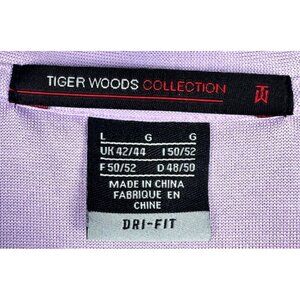 TIGER WOODS COLLECTION TW
L G G
UK 42/44 I 50/52
F 50/52 D 48/50
MADE IN CHINA
FABRIQUE EN
CHINE
DRI-FIT